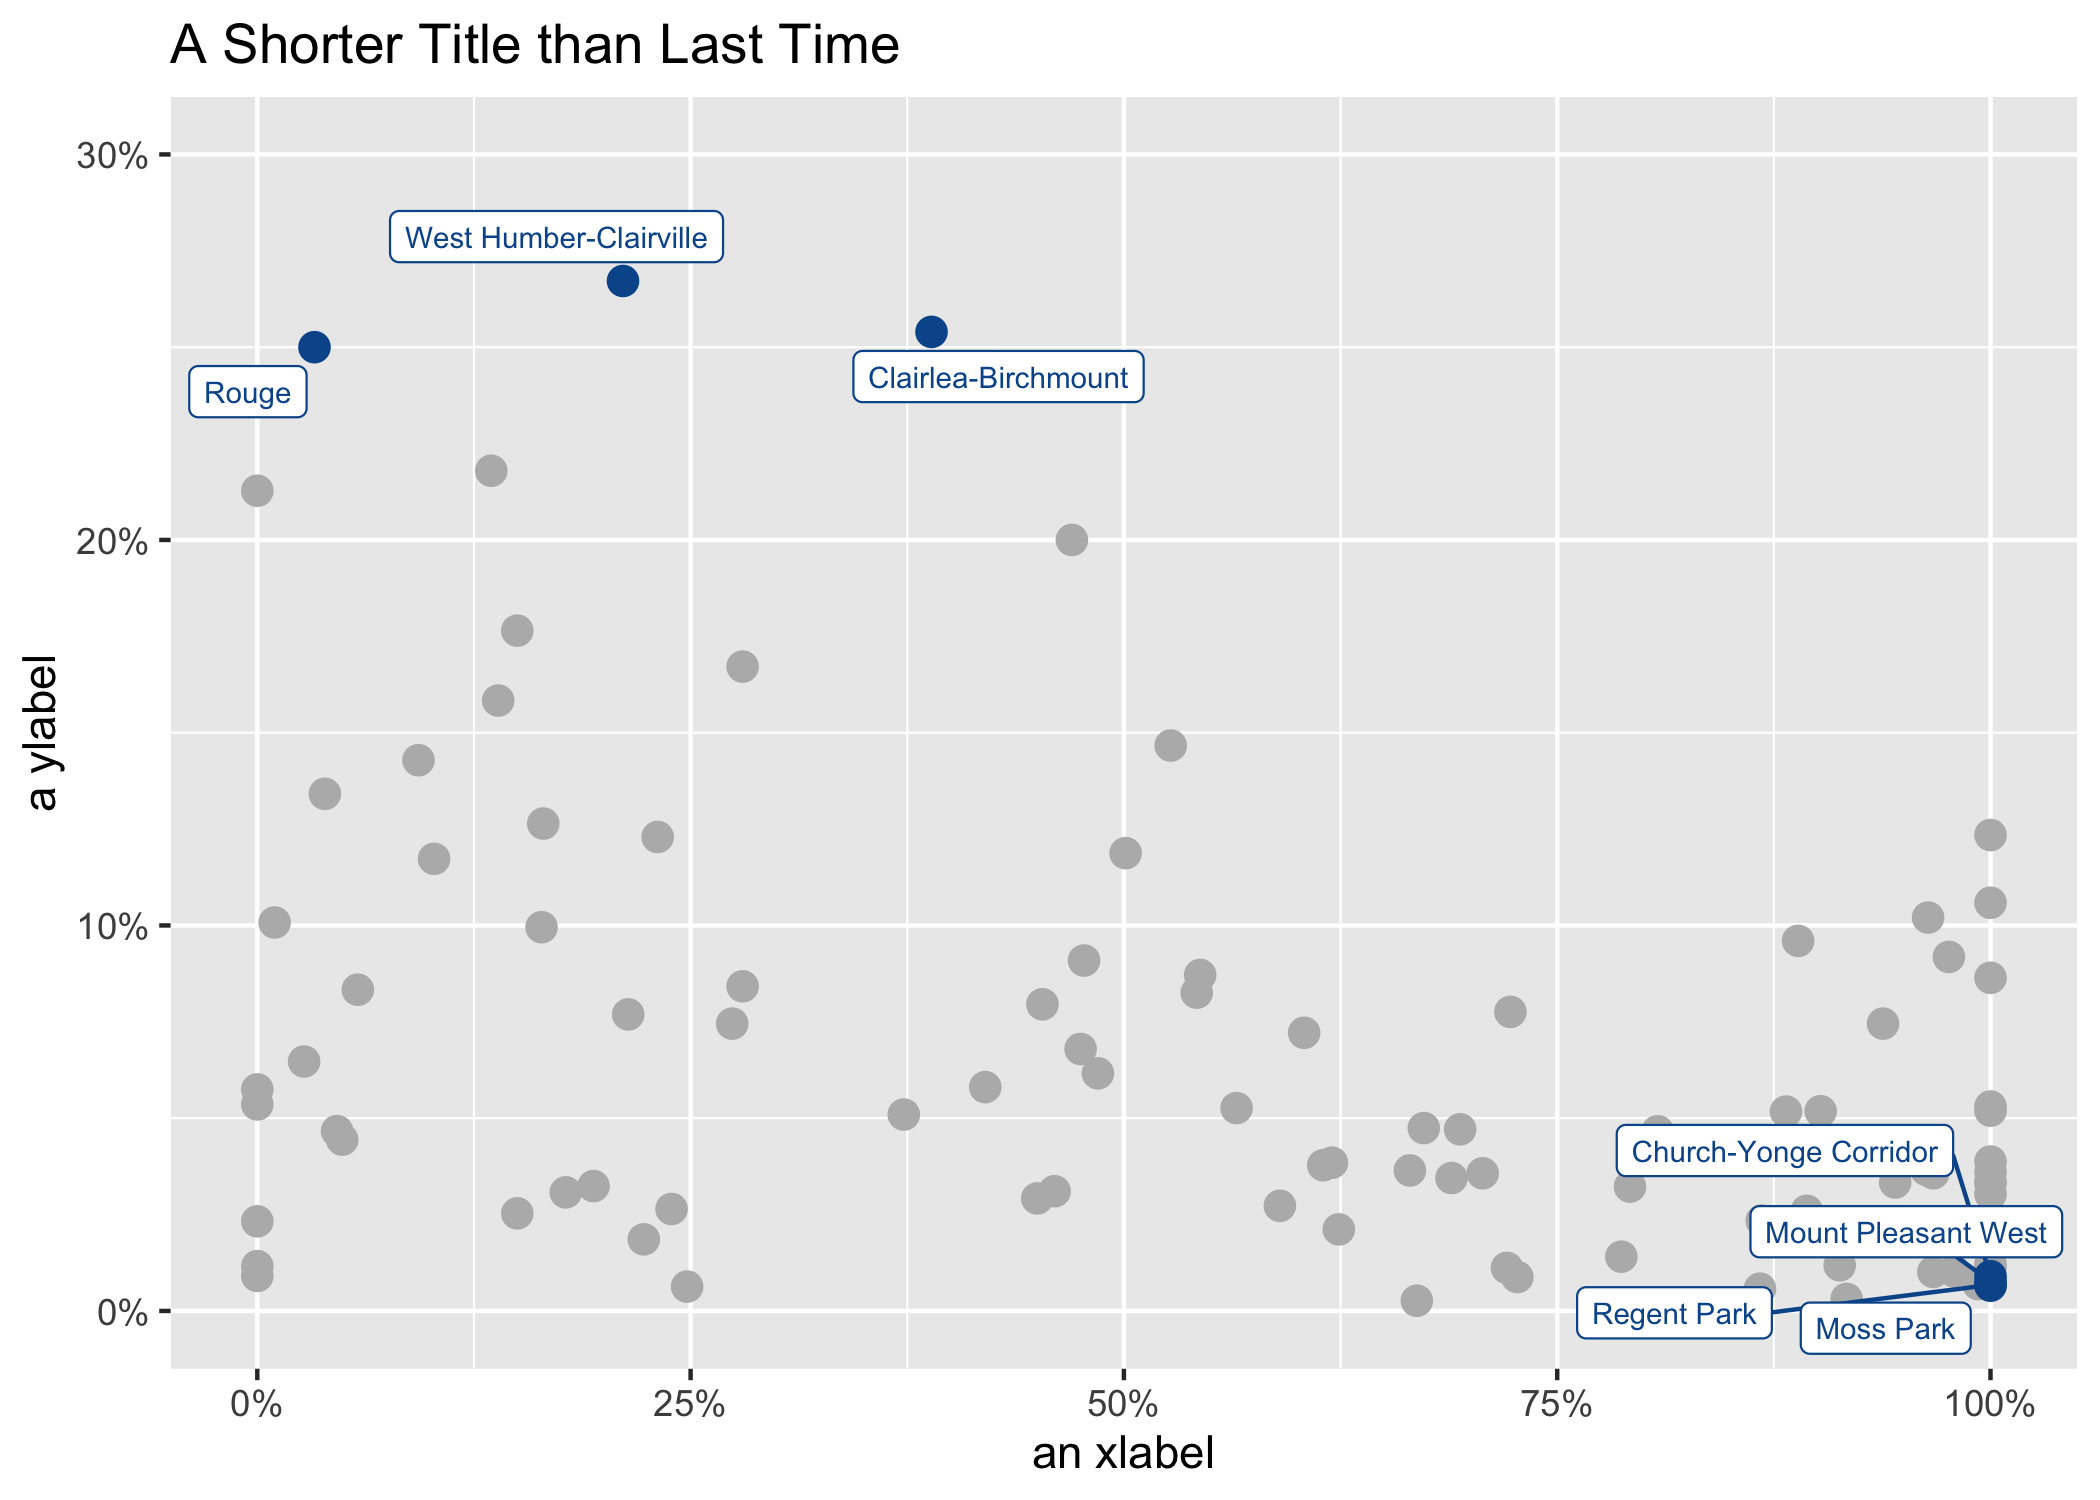 A Shorter Title than Last Time
30%
20%
10%
0%
a ylabel
West Humber-Clairville
Rouge
Clairlea-Birchmount
Church-Yonge Corridor
Mount Pleasant West
Regent Park
Moss Park
0%
25%
50%
75%
100%
an xlabel